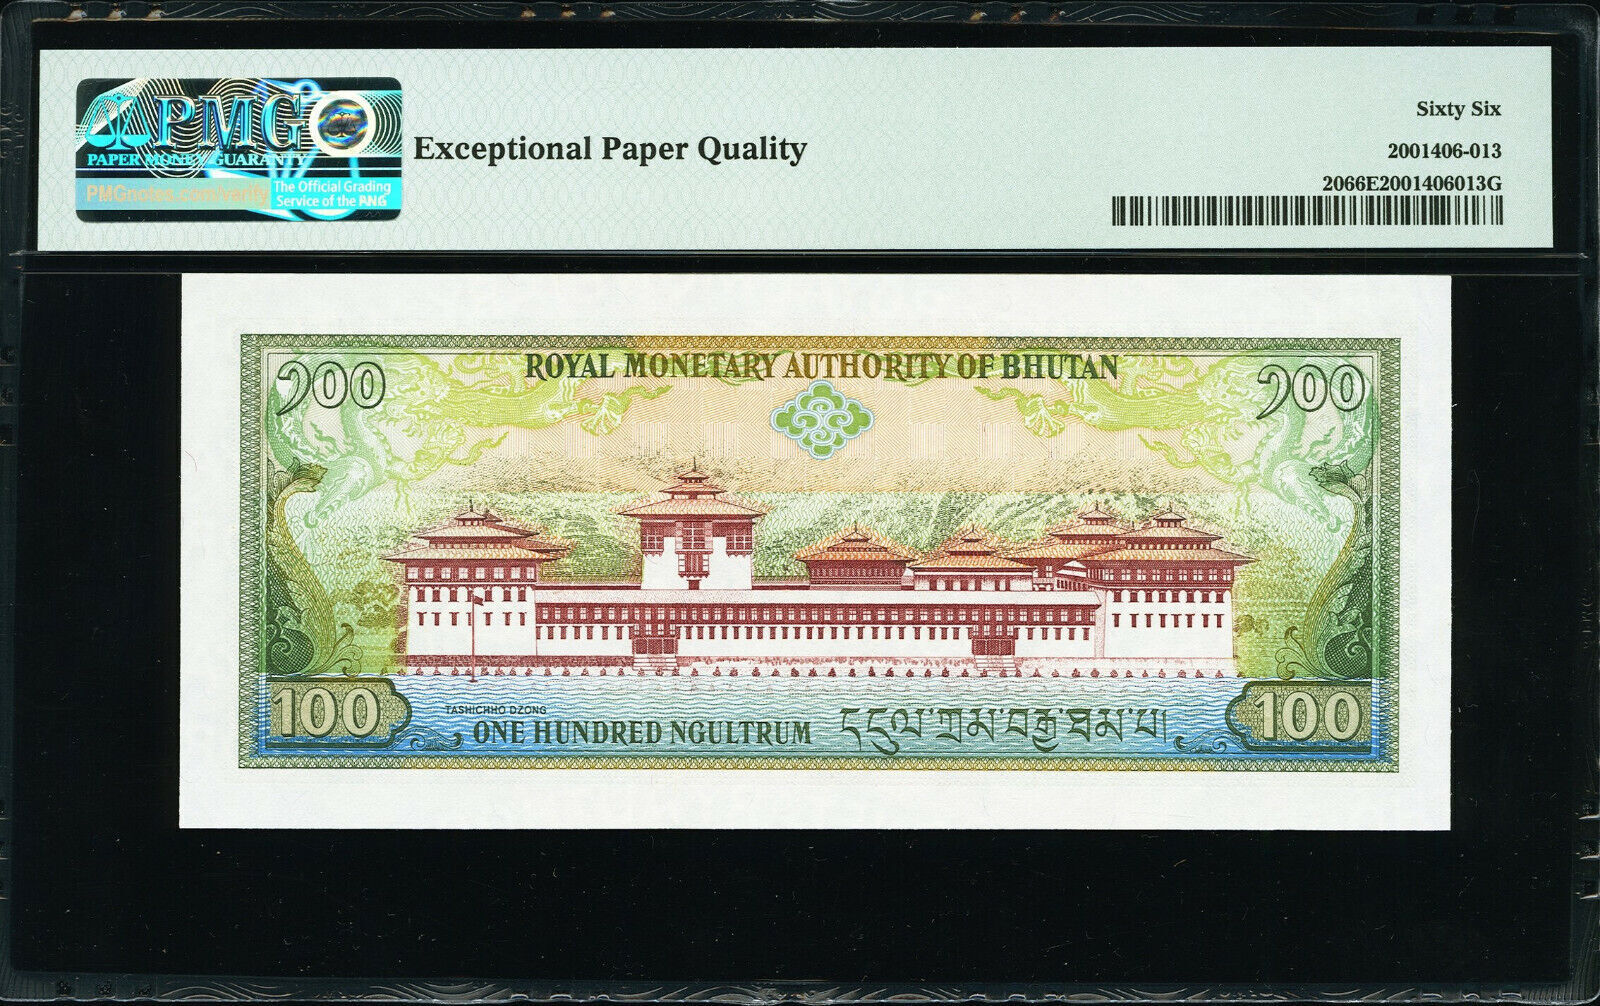 PMG
PAPER MONEY GUARANTY
PMGnotes.com/verify
The Official Grading
Service of the PNG
Exceptional Paper Quality
Sixty Six
2001406-013
2066E2001406013G
ROYAL MONETARY AUTHORITY OF BHUTAN
༡༠༠
༡༠༠
100
TASHICHHO DZONG
ONE HUNDRED NGULTRUM
དངུལ་ཀྲམ་བརྒྱ་ཐམ་པ།
100